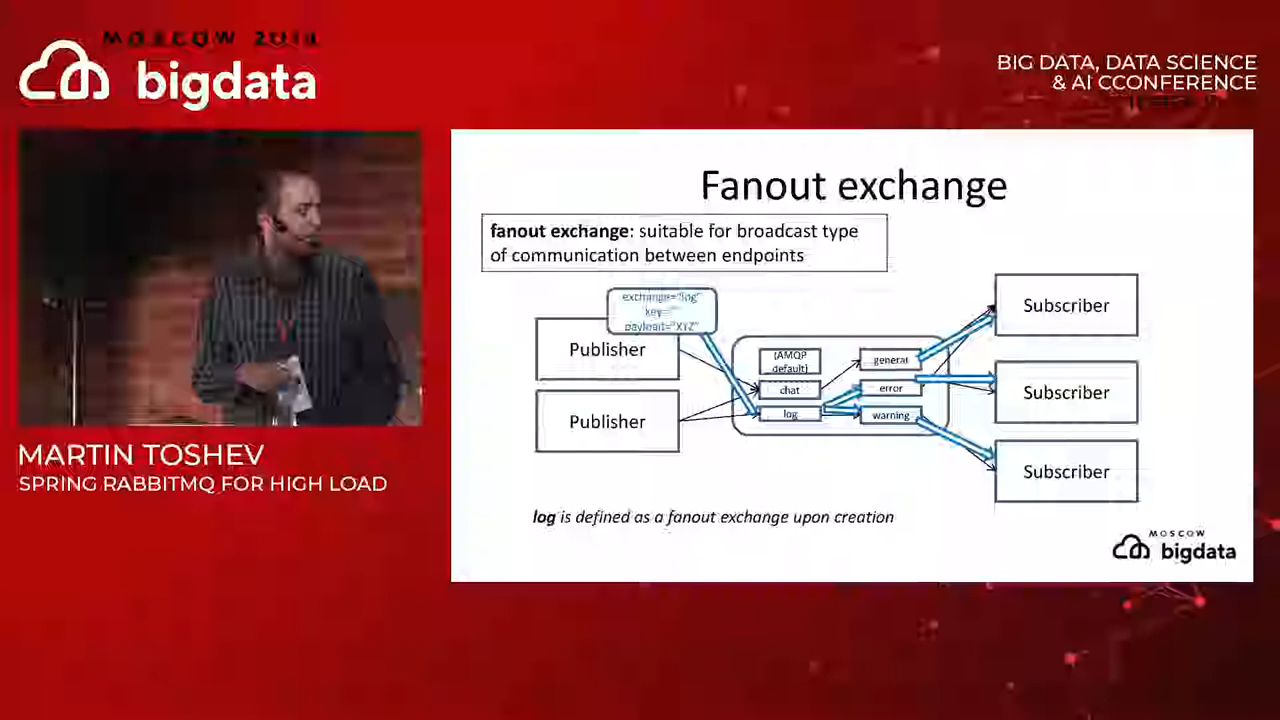 MOSCOW 2018
bigdata
BIG DATA, DATA SCIENCE
& AI CCONFERENCE
Fanout exchange
fanout exchange: suitable for broadcast type
of communication between endpoints
exchange="log"
key=""
payload="XYZ"
Publisher
Publisher
(AMQP
default)
chat
log
general
error
warning
Subscriber
Subscriber
Subscriber
log is defined as a fanout exchange upon creation
MOSCOW
bigdata
MARTIN TOSHEV
SPRING RABBITMQ FOR HIGH LOAD